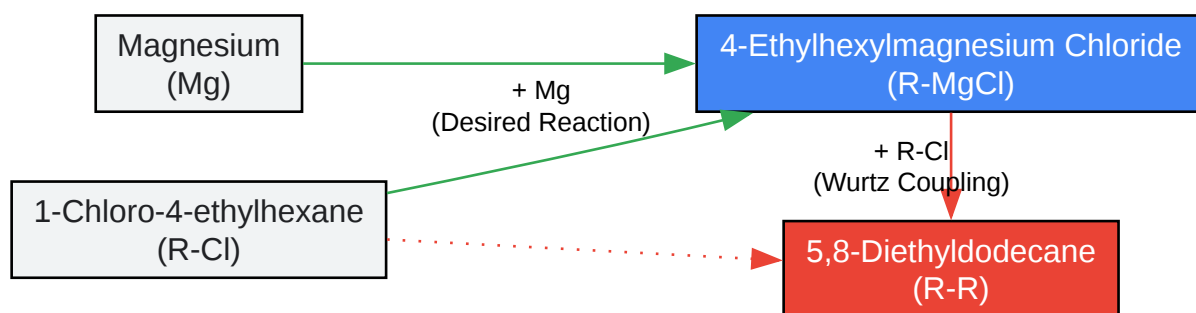 Magnesium
(Mg)
4-Ethylhexylmagnesium Chloride
(R-MgCl)
+ Mg
(Desired Reaction)
+ R-Cl
(Wurtz Coupling)
1-Chloro-4-ethylhexane
(R-Cl)
5,8-Diethyldodecane
(R-R)